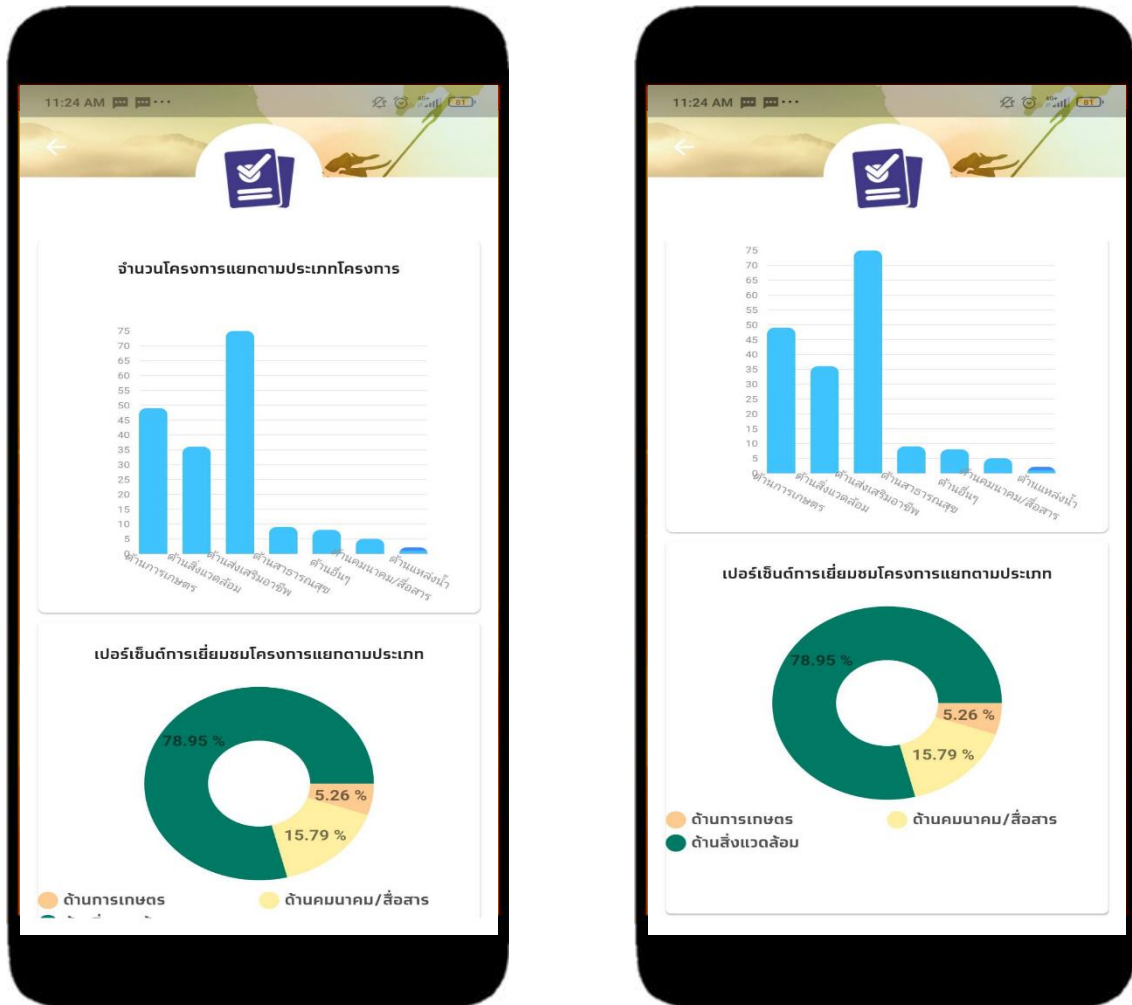 11:24 AM
81
จำนวนโครงการแยกตามประเภทโครงการ
75
70
65
60
55
50
45
40
35
30
25
20
15
10
5
0
ด้านการเกษตร
ด้านสิ่งแวดล้อม
ด้านส่งเสริมอาชีพ
ด้านสาธารณสุข
ด้านอื่นๆ
ด้านคมนาคม/สื่อสาร
ด้านแหล่งน้ำ
เปอร์เซ็นต์การเยี่ยมชมโครงการแยกตามประเภท
78.95 %
5.26 %
15.79 %
ด้านการเกษตร ด้านคมนาคม/สื่อสาร
11:24 AM
81
75
70
65
60
55
50
45
40
35
30
25
20
15
10
5
0
ด้านการเกษตร
ด้านสิ่งแวดล้อม
ด้านส่งเสริมอาชีพ
ด้านสาธารณสุข
ด้านอื่นๆ
ด้านคมนาคม/สื่อสาร
ด้านแหล่งน้ำ
เปอร์เซ็นต์การเยี่ยมชมโครงการแยกตามประเภท
78.95 %
5.26 %
15.79 %
ด้านการเกษตร ด้านคมนาคม/สื่อสาร
ด้านสิ่งแวดล้อม